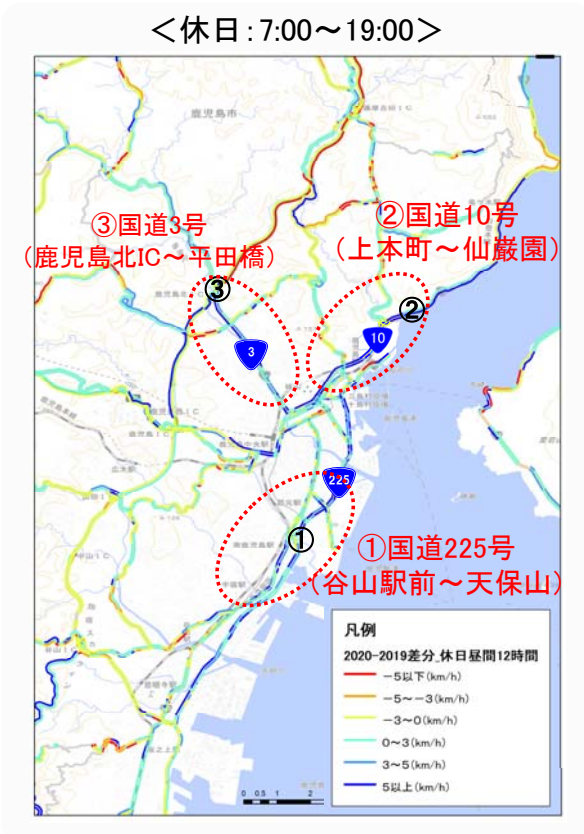 ＜休日：7:00～19:00＞
鹿児島市
③国道3号
（鹿児島北IC～平田橋）
②国道10号
（上本町～仙巌園）
③
②
10
3
225
①
①国道225号
（谷山駅前～天保山）
凡例
2020-2019差分_休日昼間12時間
－5以下(km/h)
－5～－3(km/h)
－3～0(km/h)
0～3(km/h)
3～5(km/h)
5以上(km/h)
0 0.5 1 2